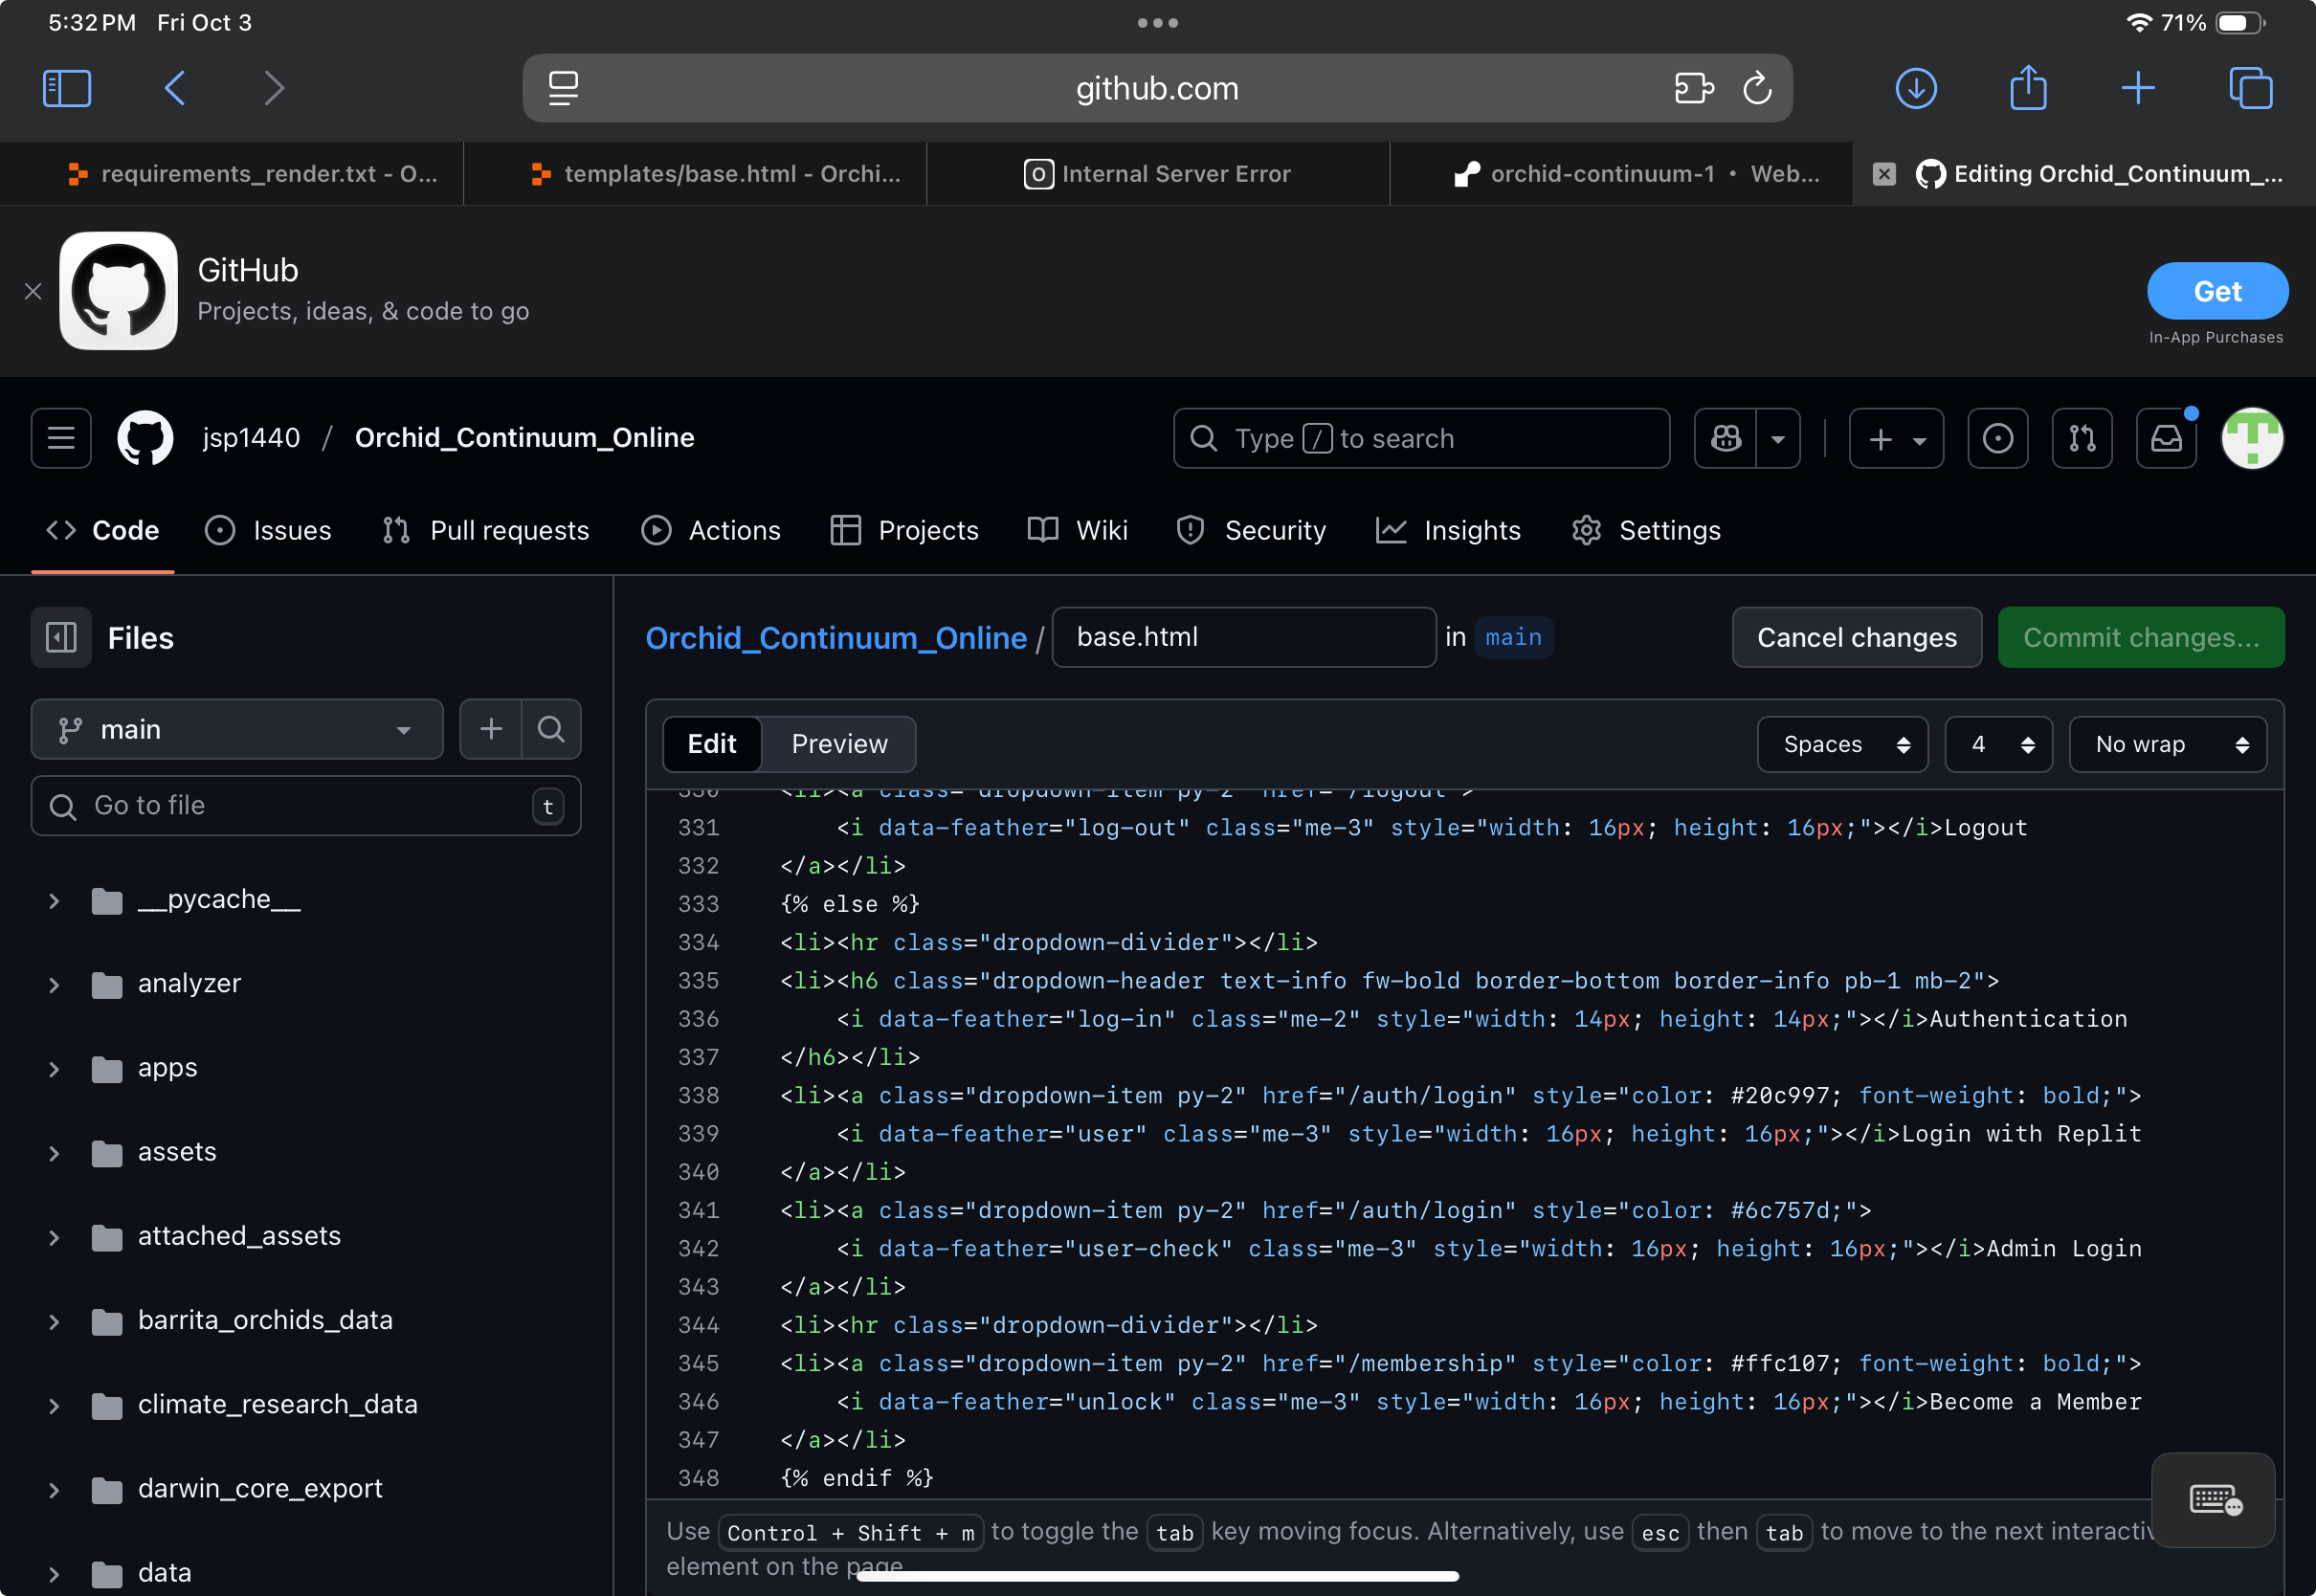 5:32 PM Fri Oct 3
71%
github.com
requirements_render.txt - O...
templates/base.html - Orchi...
O Internal Server Error
orchid-continuum-1 • Web...
Editing Orchid_Continuum_...
GitHub
Projects, ideas, & code to go
Get
In-App Purchases
jsp1440 / Orchid_Continuum_Online
Type / to search
Code
Issues
Pull requests
Actions
Projects
Wiki
Security
Insights
Settings
Files
main
Go to file
t
__pycache__
analyzer
apps
assets
attached_assets
barrita_orchids_data
climate_research_data
darwin_core_export
data
Orchid_Continuum_Online / base.html in main
Cancel changes
Commit changes...
Edit
Preview
Spaces
4
No wrap
330 <li><a class="dropdown-item py-2" href="/logout">
331 <i data-feather="log-out" class="me-3" style="width: 16px; height: 16px;"></i>Logout
332 </a></li>
333 {% else %}
334 <li><hr class="dropdown-divider"></li>
335 <li><h6 class="dropdown-header text-info fw-bold border-bottom border-info pb-1 mb-2">
336 <i data-feather="log-in" class="me-2" style="width: 14px; height: 14px;"></i>Authentication
337 </h6></li>
338 <li><a class="dropdown-item py-2" href="/auth/login" style="color: #20c997; font-weight: bold;">
339 <i data-feather="user" class="me-3" style="width: 16px; height: 16px;"></i>Login with Replit
340 </a></li>
341 <li><a class="dropdown-item py-2" href="/auth/login" style="color: #6c757d;">
342 <i data-feather="user-check" class="me-3" style="width: 16px; height: 16px;"></i>Admin Login
343 </a></li>
344 <li><hr class="dropdown-divider"></li>
345 <li><a class="dropdown-item py-2" href="/membership" style="color: #ffc107; font-weight: bold;">
346 <i data-feather="unlock" class="me-3" style="width: 16px; height: 16px;"></i>Become a Member
347 </a></li>
348 {% endif %}
Use Control + Shift + m to toggle the tab key moving focus. Alternatively, use esc then tab to move to the next interactiv
element on the page.